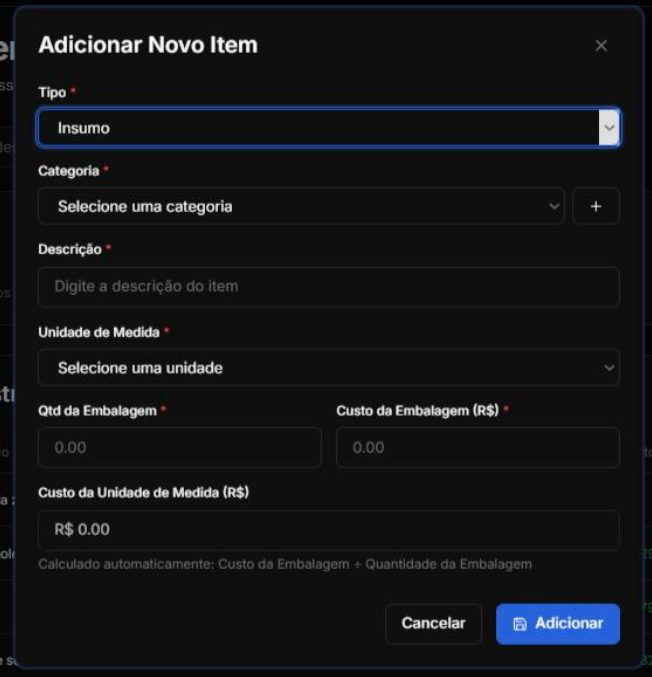 Adicionar Novo Item
Tipo *
Insumo
Categoria *
Selecione uma categoria
+
Descrição *
Digite a descrição do item
Unidade de Medida *
Selecione uma unidade
Qtd da Embalagem * Custo da Embalagem (R$) *
0.00 0.00
Custo da Unidade de Medida (R$)
R$ 0.00
Calculado automaticamente: Custo da Embalagem ÷ Quantidade da Embalagem
Cancelar Adicionar